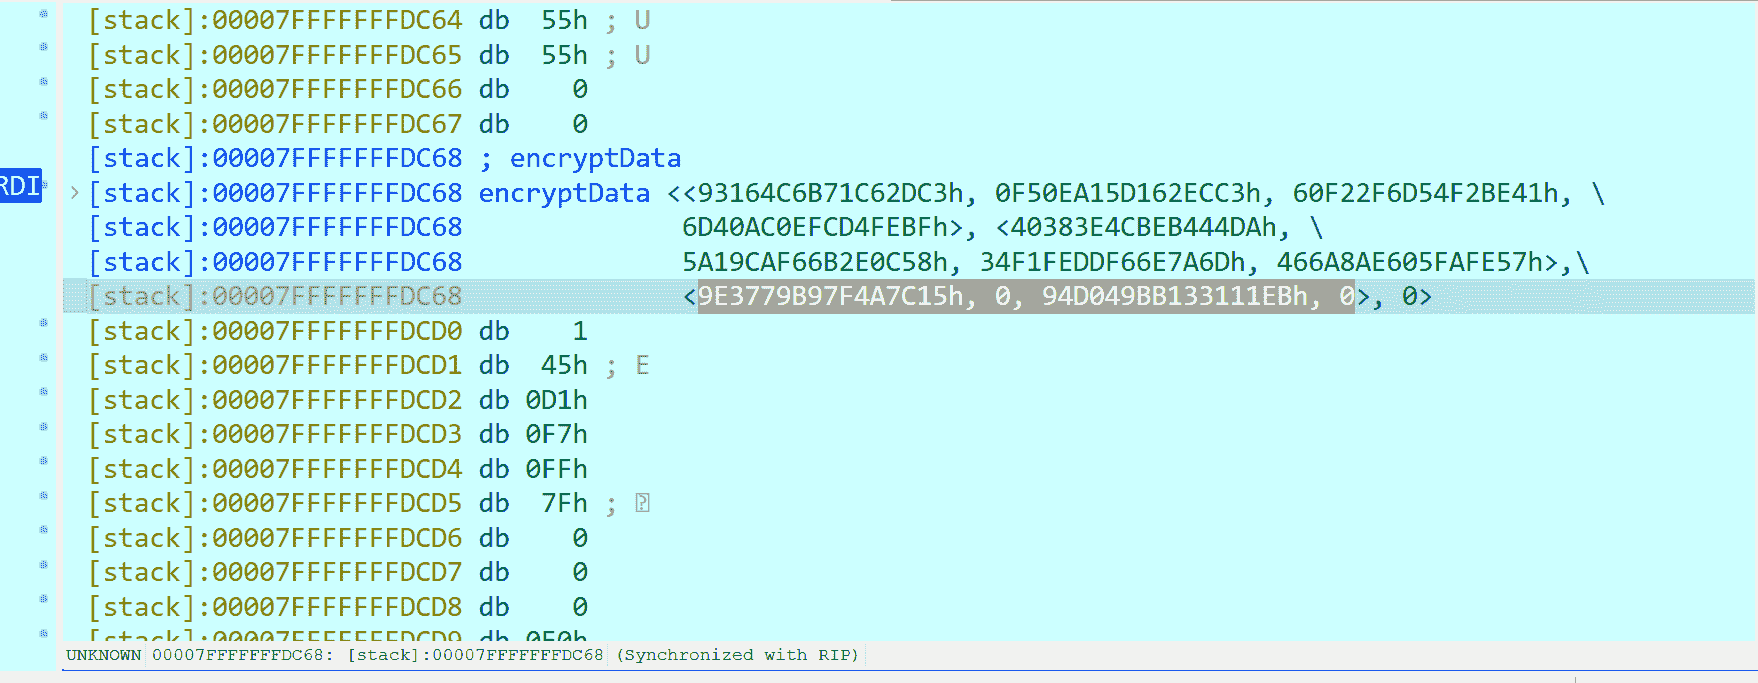 [stack]:00007FFFFFFFDC64 db 55h ; U
[stack]:00007FFFFFFFDC65 db 55h ; U
[stack]:00007FFFFFFFDC66 db 0
[stack]:00007FFFFFFFDC67 db 0
[stack]:00007FFFFFFFDC68 ; encryptData
RDI [stack]:00007FFFFFFFDC68 encryptData <<93164C6B71C62DC3h, 0F50EA15D162ECC3h, 60F22F6D54F2BE41h, \
[stack]:00007FFFFFFFDC68 6D40AC0EFCD4FEBFh>, <40383E4CBEB444DAh, \
[stack]:00007FFFFFFFDC68 5A19CAF66B2E0C58h, 34F1FEDDF66E7A6Dh, 466A8AE605FAFE57h>,\
[stack]:00007FFFFFFFDC68 <9E3779B97F4A7C15h, 0, 94D049BB133111EBh, 0>, 0>
[stack]:00007FFFFFFFDCD0 db 1
[stack]:00007FFFFFFFDCD1 db 45h ; E
[stack]:00007FFFFFFFDCD2 db 0D1h
[stack]:00007FFFFFFFDCD3 db 0F7h
[stack]:00007FFFFFFFDCD4 db 0FFh
[stack]:00007FFFFFFFDCD5 db 7Fh ;
[stack]:00007FFFFFFFDCD6 db 0
[stack]:00007FFFFFFFDCD7 db 0
[stack]:00007FFFFFFFDCD8 db 0
[stack]:00007FFFFFFFDCD9 db 0E0h
UNKNOWN 00007FFFFFFFDC68: [stack]:00007FFFFFFFDC68 (Synchronized with RIP)